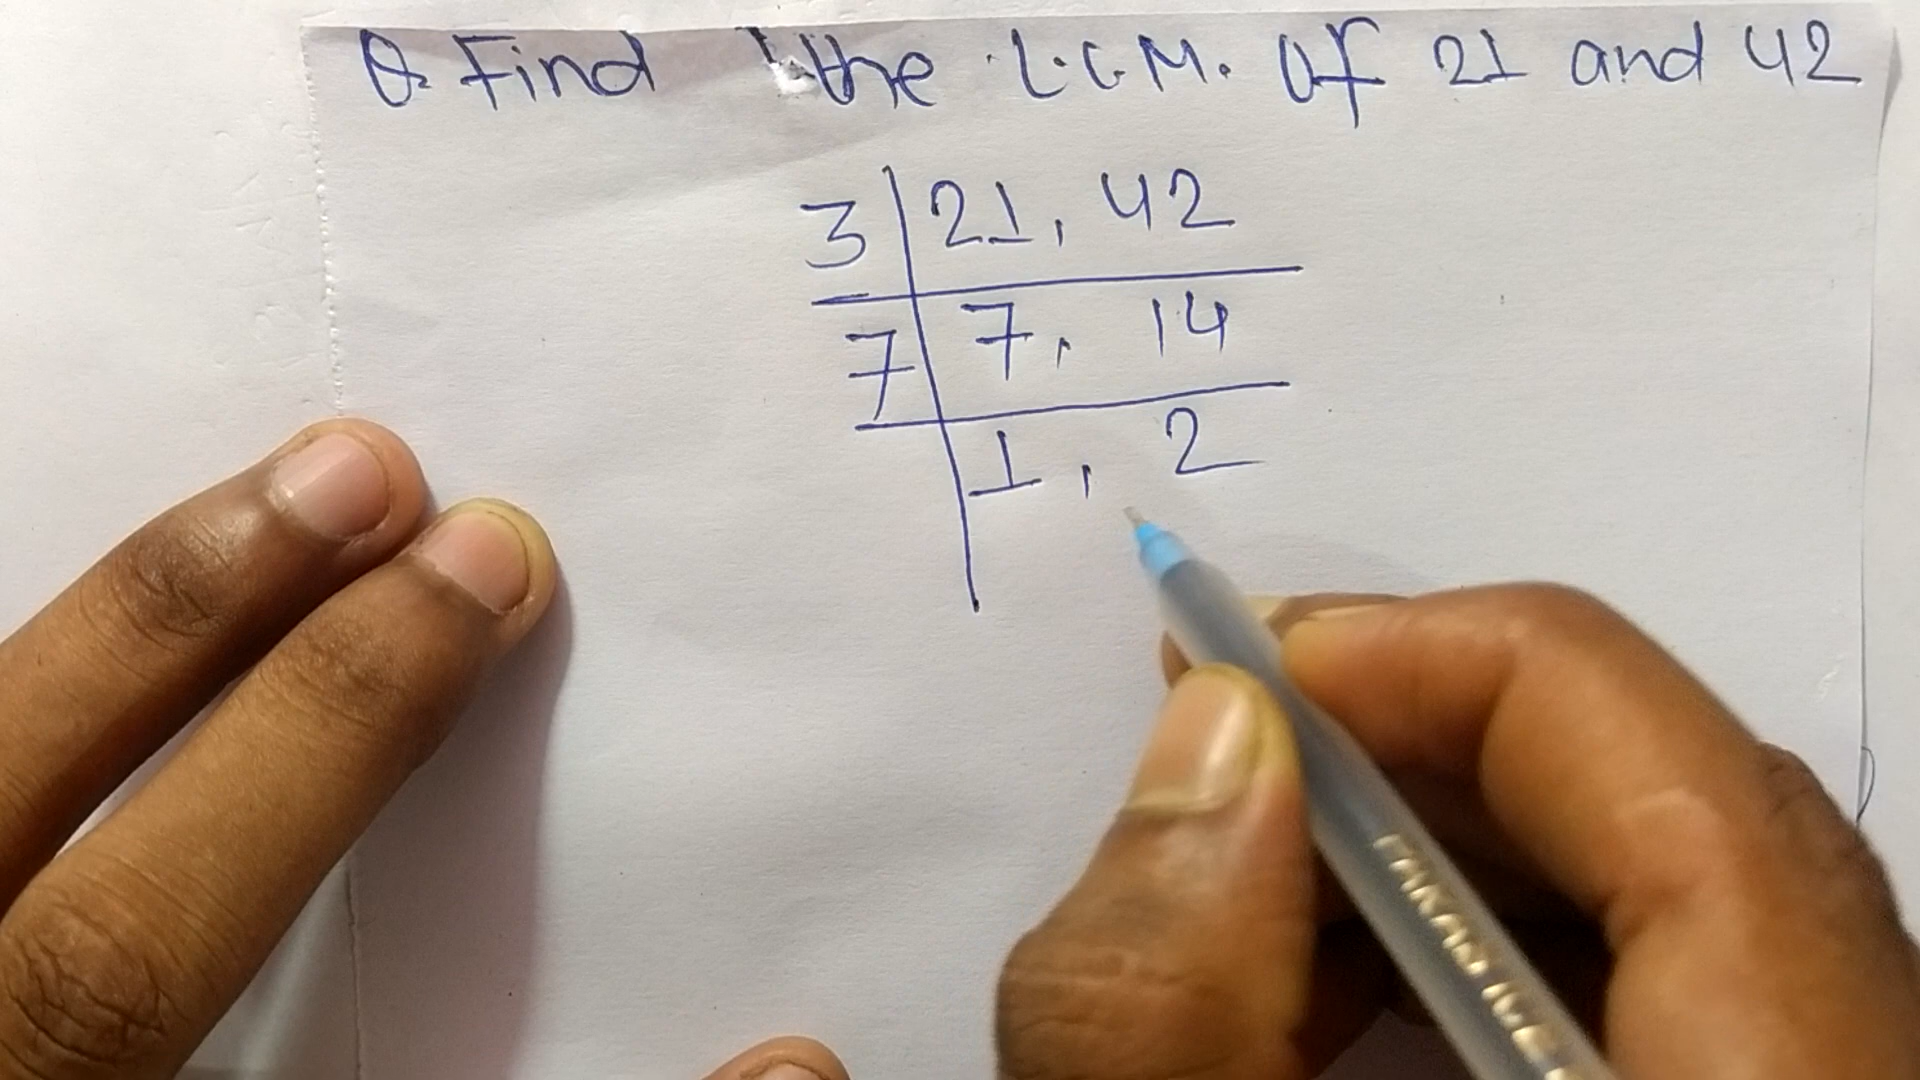 Q. Find the L.C.M. Of 21 and 42
3 21, 42
7 7, 14
1, 2